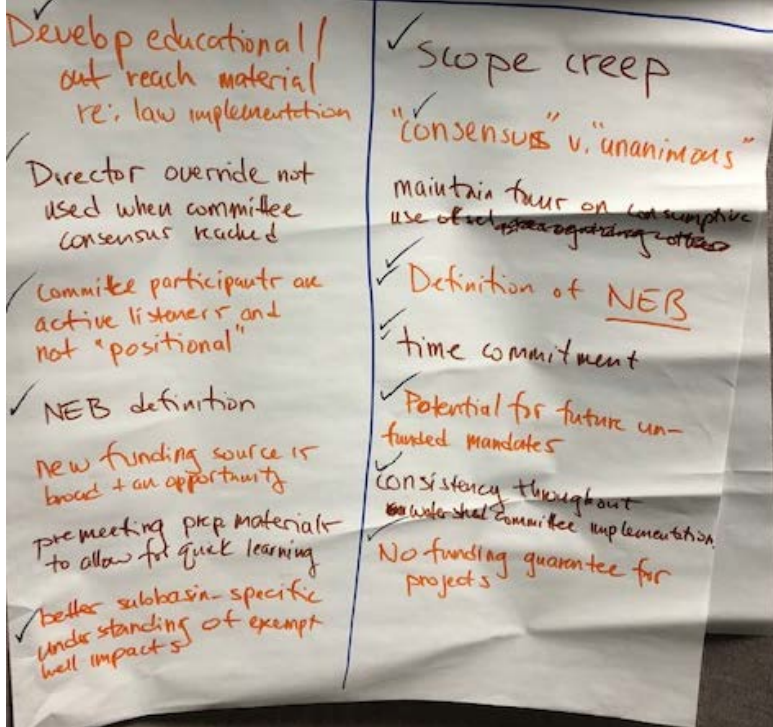 Develop educational/
out reach material
re: law implementation
Director override not
used when committee
consensus reached
Commitee participants are
active listeners and
not "positional"
NEB definition
new funding source is
broad + an opportunity
premeeting prep materials
to allow for quick learning
better subbasin-specific
understanding of exempt
well impacts
scope creep
"consensus" v. "unanimous"
maintain focus on consumptive
use of
Definition of NEB
time commitment
Potential for future un-
funded mandates
consistency throughout
watershed committee implementation
No funding guarantee for
projects